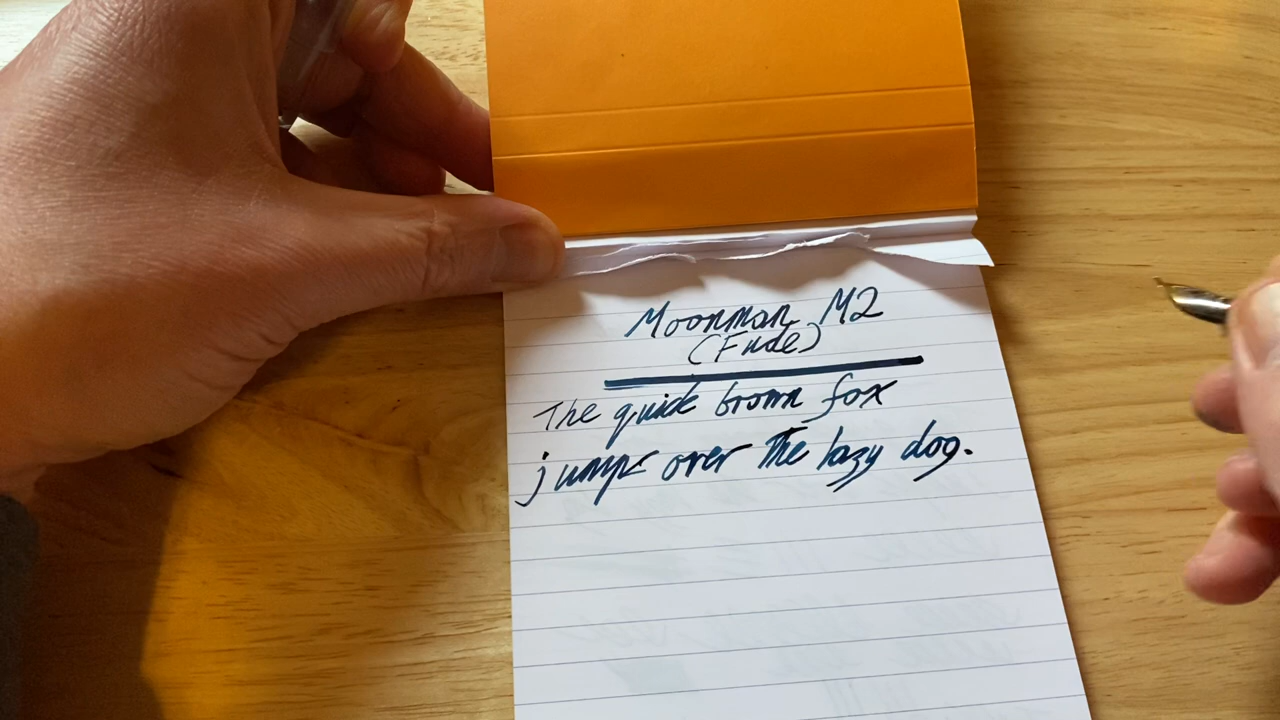 Moonman M2
(Fude)
The quick brown fox
jumps over the lazy dog.